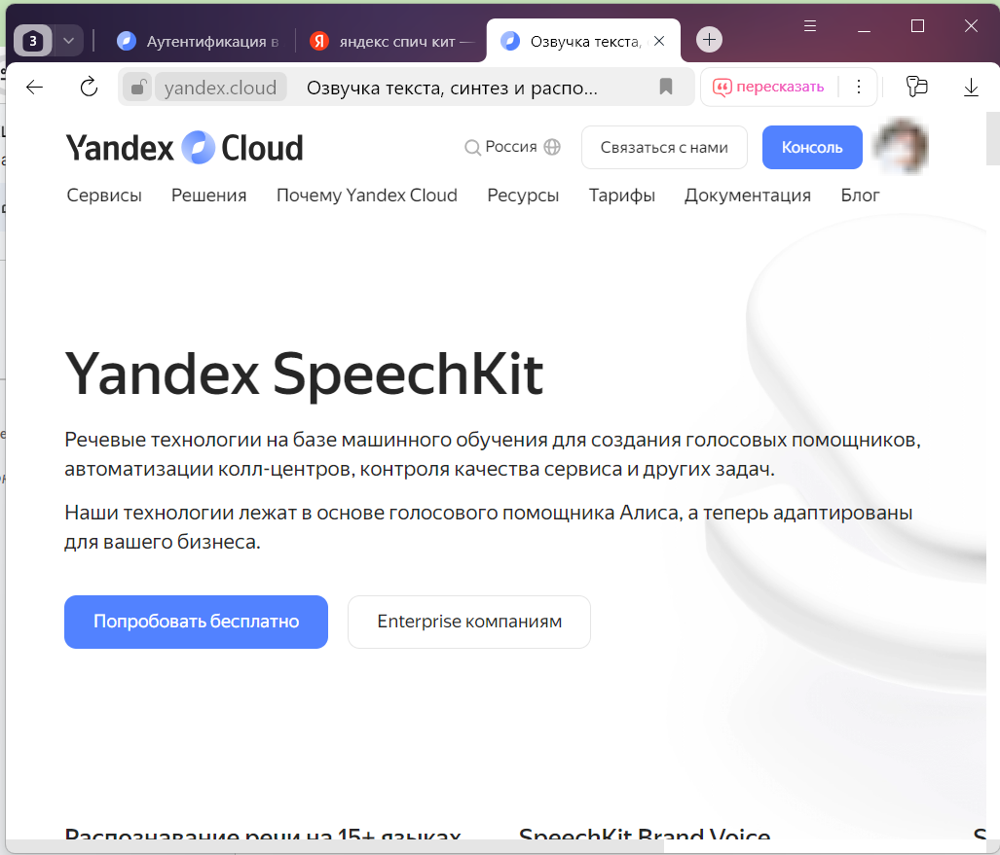 3
Аутентификация в
яндекс спич кит —
Озвучка текста,
yandex.cloud
Озвучка текста, синтез и распо...
пересказать
Yandex Cloud
Россия
Связаться с нами
Консоль
Сервисы
Решения
Почему Yandex Cloud
Ресурсы
Тарифы
Документация
Блог
Yandex SpeechKit
Речевые технологии на базе машинного обучения для создания голосовых помощников,
автоматизации колл-центров, контроля качества сервиса и других задач.
Наши технологии лежат в основе голосового помощника Алиса, а теперь адаптированы
для вашего бизнеса.
Попробовать бесплатно
Enterprise компаниям
Распознавание речи на 15+ языках
SpeechKit Brand Voice